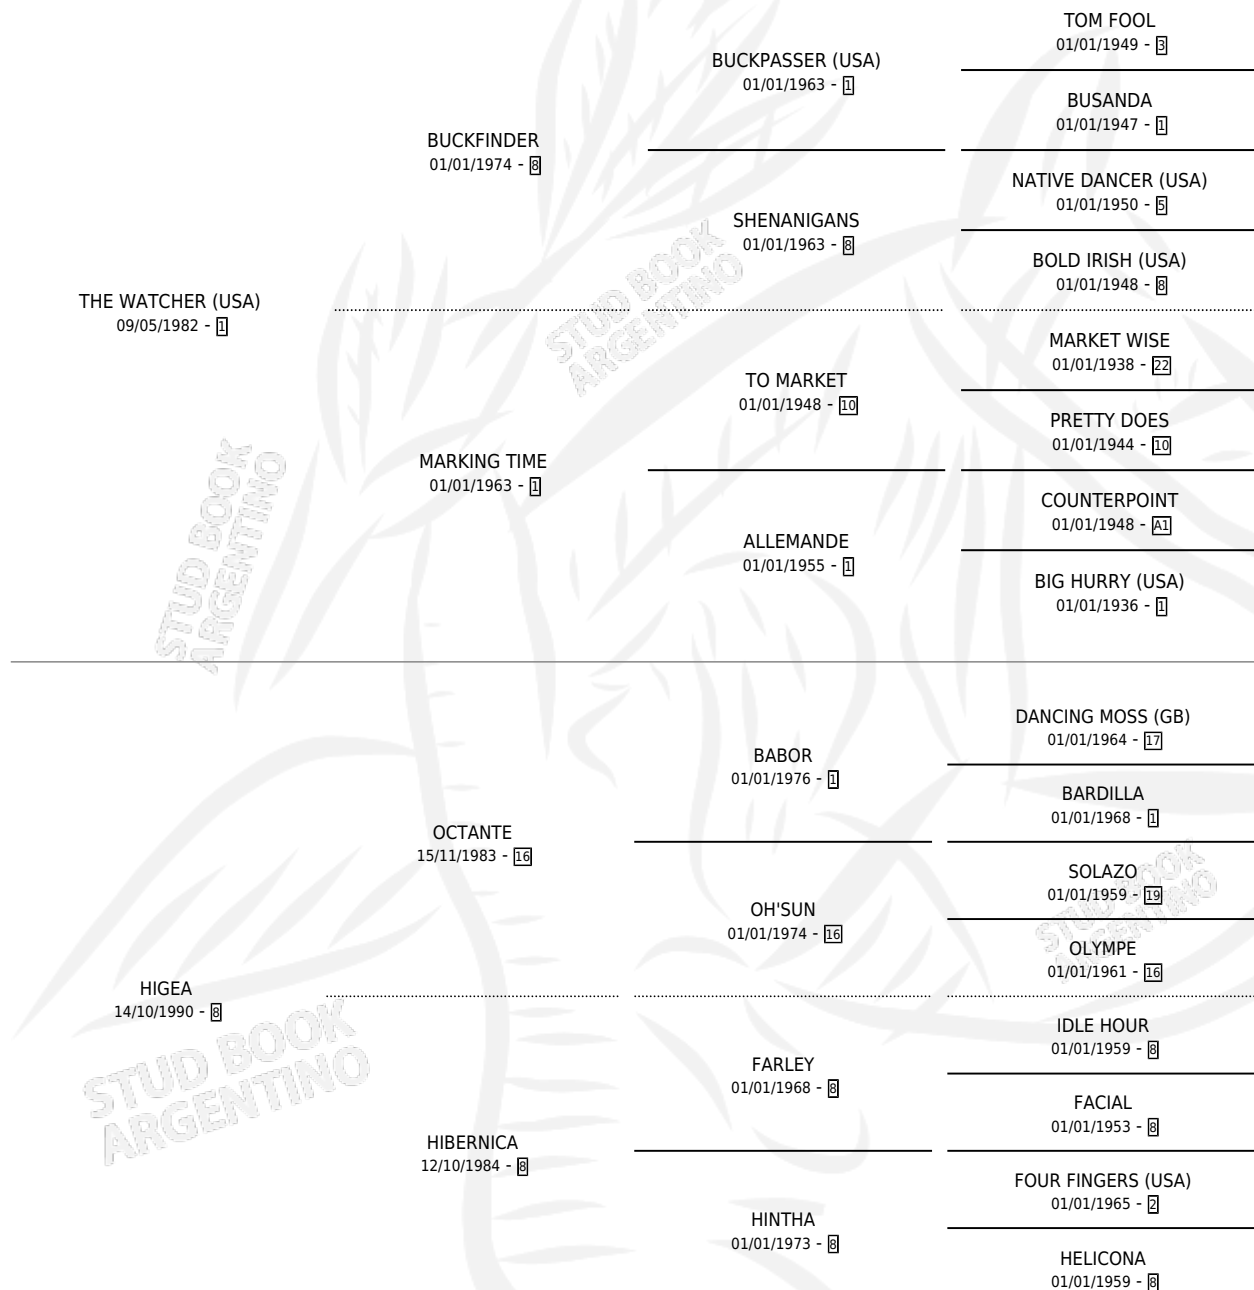 TOM FOOL
01/01/1949 - 3
BUCKPASSER (USA)
01/01/1963 - 1
BUSANDA
01/01/1947 - 1
BUCKFINDER
01/01/1974 - 8
NATIVE DANCER (USA)
01/01/1950 - 5
SHENANIGANS
01/01/1963 - 8
BOLD IRISH (USA)
01/01/1948 - 8
THE WATCHER (USA)
09/05/1982 - 1
MARKET WISE
01/01/1938 - 22
TO MARKET
01/01/1948 - 10
PRETTY DOES
01/01/1944 - 10
MARKING TIME
01/01/1963 - 1
COUNTERPOINT
01/01/1948 - A1
ALLEMANDE
01/01/1955 - 1
BIG HURRY (USA)
01/01/1936 - 1
STUD BOOK
ARGENTINO
STUD BOOK
ARGENTINO
DANCING MOSS (GB)
01/01/1964 - 17
BABOR
01/01/1976 - 1
BARDILLA
01/01/1968 - 1
OCTANTE
15/11/1983 - 16
SOLAZO
01/01/1959 - 19
OH'SUN
01/01/1974 - 16
OLYMPE
01/01/1961 - 16
STUD BOOK
ARGENTINO
HIGEA
14/10/1990 - 8
IDLE HOUR
01/01/1959 - 8
FARLEY
01/01/1968 - 8
FACIAL
01/01/1953 - 8
HIBERNICA
12/10/1984 - 8
FOUR FINGERS (USA)
01/01/1965 - 2
HINTHA
01/01/1973 - 8
HELICONA
01/01/1959 - 8
STUD BOOK
ARGENTINO